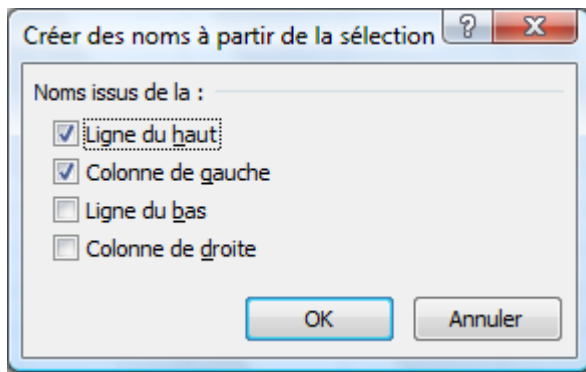 Créer des noms à partir de la sélection
Noms issus de la :
Ligne du haut
Colonne de gauche
Ligne du bas
Colonne de droite
OK Annuler